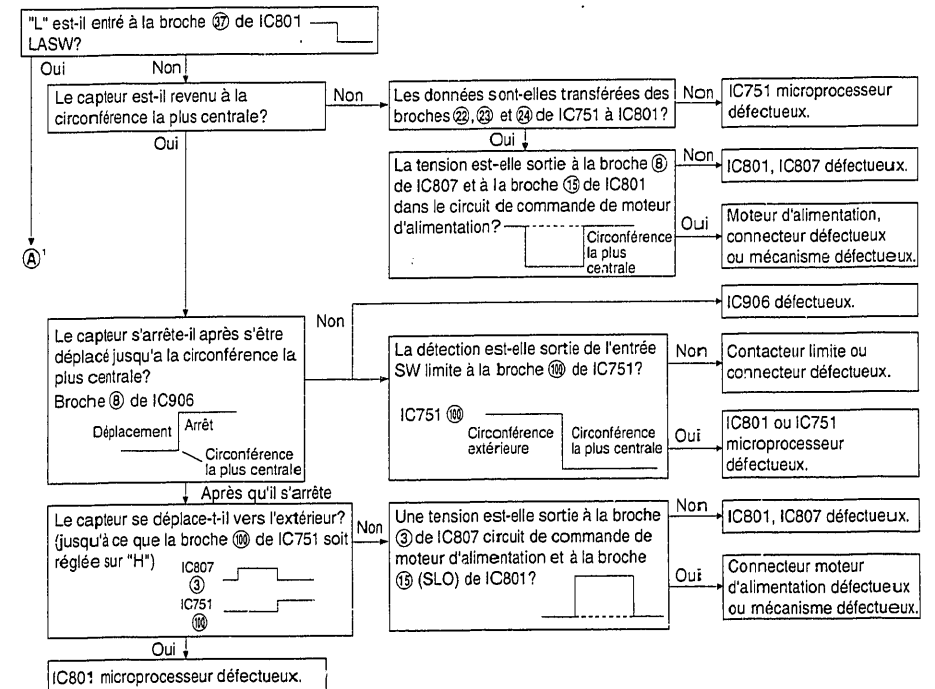 "L" est-il entré à la broche ㊲ de IC801
LASW?
Oui
Non
Le capteur est-il revenu à la
circonférence la plus centrale?
Non
Les données sont-elles transférées des
broches ㉒, ㉓ et ㉔ de IC751 à IC801?
Non
IC751 microprocesseur
défectueux.
Oui
Oui
La tension est-elle sortie à la broche ⑧
de IC807 et à la broche ⑮ de IC801
dans le circuit de commande de moteur
d'alimentation?
Circonférence
la plus
centrale
Non
IC801, IC807 défectueux.
Oui
Moteur d'alimentation,
connecteur défectueux
ou mécanisme défectueux.
Ⓐ¹
Le capteur s'arrête-il après s'être
déplacé jusqu'a la circonférence la
plus centrale?
Broche ⑧ de IC906
Déplacement
Arrêt
Circonférence
la plus centrale
Non
IC906 défectueux.
La détection est-elle sortie de l'entrée
SW limite à la broche (100) de IC751?
IC751 (100)
Circonférence
extérieure
Circonférence
la plus centrale
Non
Contacteur limite ou
connecteur défectueux.
Oui
IC801 ou IC751
microprocesseur
défectueux.
Après qu'il s'arrête
Le capteur se déplace-t-il vers l'extérieur?
(jusqu'à ce que la broche (100) de IC751 soit
réglée sur "H")
IC807
③
IC751
(100)
Non
Une tension est-elle sortie à la broche
③ de IC807 circuit de commande de
moteur d'alimentation et à la broche
⑮ (SLO) de IC801?
Non
IC801, IC807 défectueux.
Oui
Connecteur moteur
d'alimentation défectueux
ou mécanisme défectueux.
Oui
IC801 microprocesseur défectueux.